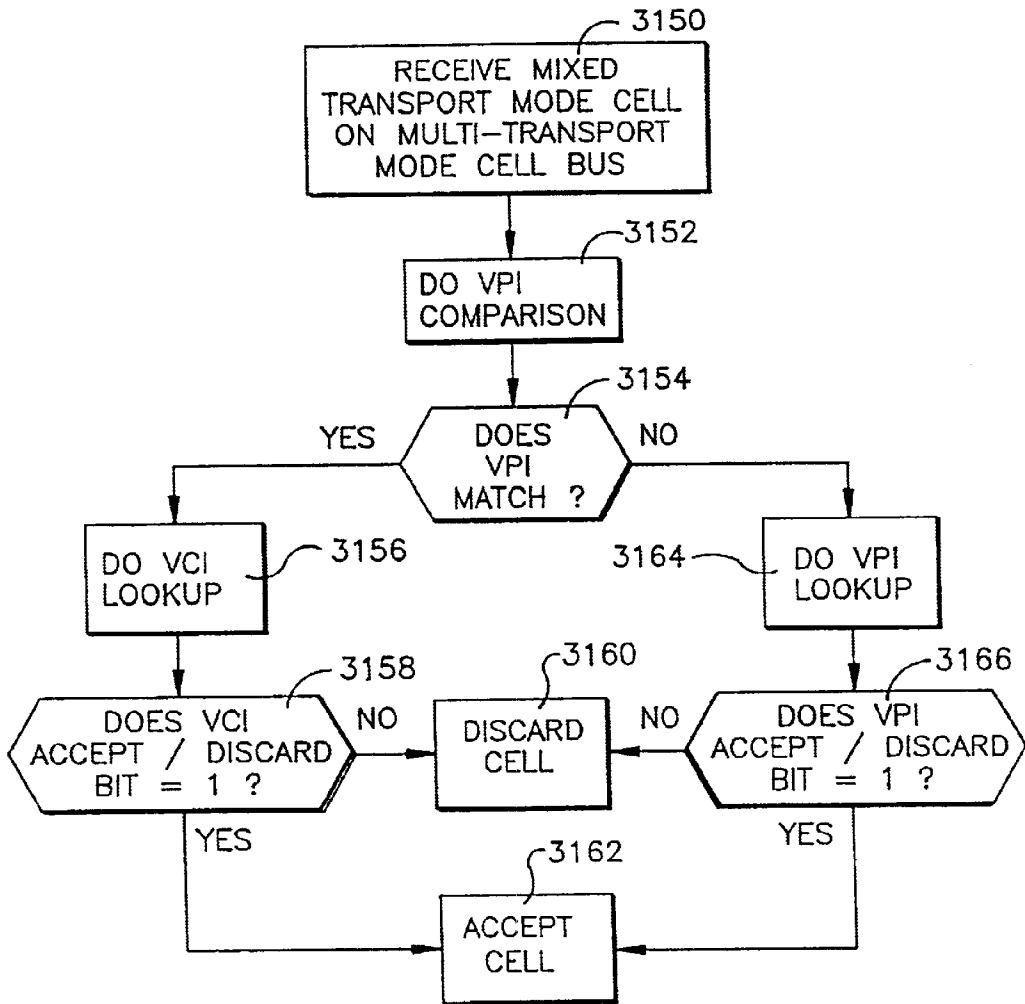 3150
RECEIVE MIXED
TRANSPORT MODE CELL
ON MULTI-TRANSPORT
MODE CELL BUS
3152
DO VPI
COMPARISON
3154
YES
DOES
VPI
MATCH ?
NO
DO VCI
LOOKUP
3156
3164
DO VPI
LOOKUP
3158
DOES VCI
ACCEPT / DISCARD
BIT = 1 ?
NO
YES
3160
DISCARD
CELL
3166
NO
DOES VPI
ACCEPT / DISCARD
BIT = 1 ?
YES
3162
ACCEPT
CELL